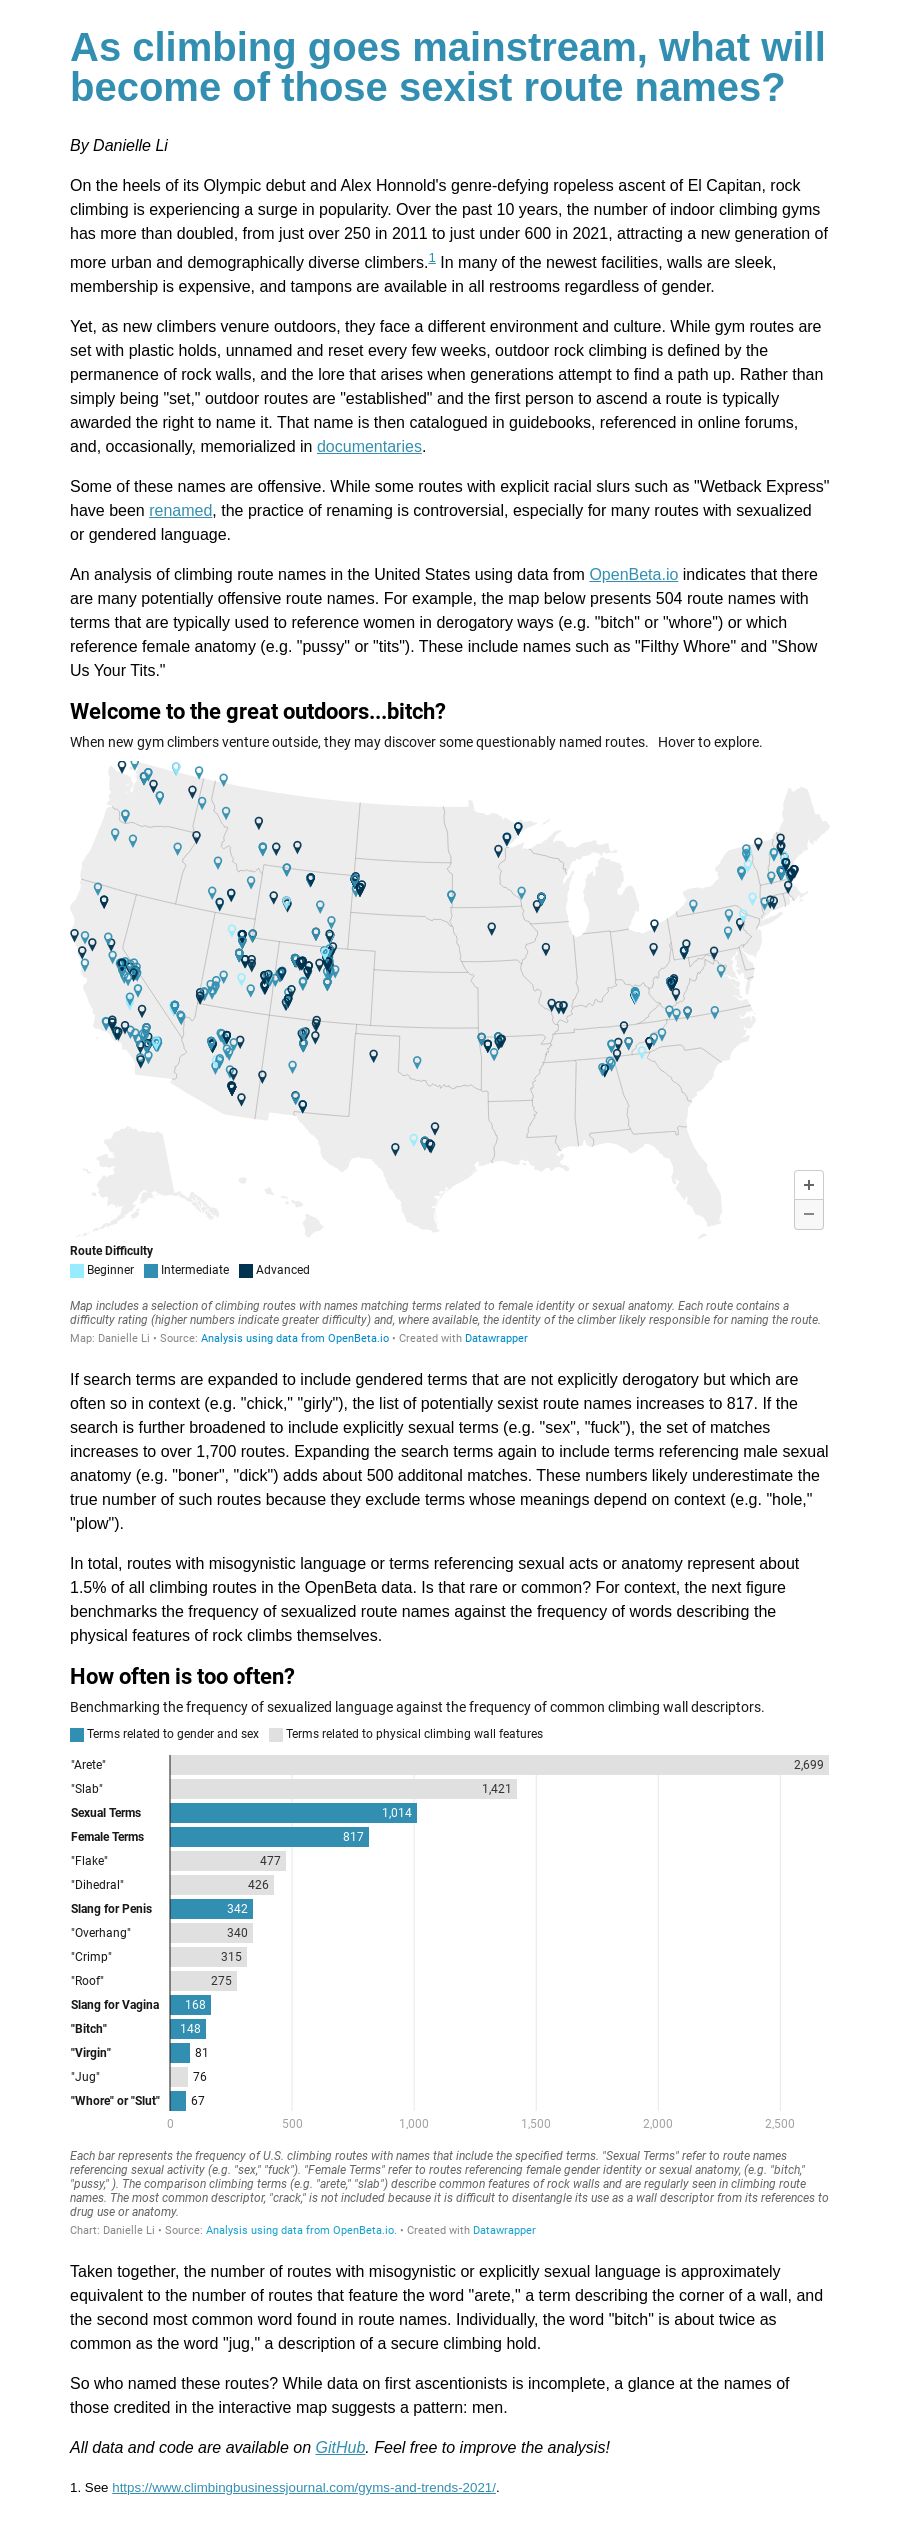 As climbing goes mainstream, what will
become of those sexist route names?
By Danielle Li
On the heels of its Olympic debut and Alex Honnold's genre-defying ropeless ascent of El Capitan, rock
climbing is experiencing a surge in popularity. Over the past 10 years, the number of indoor climbing gyms
has more than doubled, from just over 250 in 2011 to just under 600 in 2021, attracting a new generation of
more urban and demographically diverse climbers.1 In many of the newest facilities, walls are sleek,
membership is expensive, and tampons are available in all restrooms regardless of gender.
Yet, as new climbers venure outdoors, they face a different environment and culture. While gym routes are
set with plastic holds, unnamed and reset every few weeks, outdoor rock climbing is defined by the
permanence of rock walls, and the lore that arises when generations attempt to find a path up. Rather than
simply being "set," outdoor routes are "established" and the first person to ascend a route is typically
awarded the right to name it. That name is then catalogued in guidebooks, referenced in online forums,
and, occasionally, memorialized in documentaries.
Some of these names are offensive. While some routes with explicit racial slurs such as "Wetback Express"
have been renamed, the practice of renaming is controversial, especially for many routes with sexualized
or gendered language.
An analysis of climbing route names in the United States using data from OpenBeta.io indicates that there
are many potentially offensive route names. For example, the map below presents 504 route names with
terms that are typically used to reference women in derogatory ways (e.g. "bitch" or "whore") or which
reference female anatomy (e.g. "pussy" or "tits"). These include names such as "Filthy Whore" and "Show
Us Your Tits."
Welcome to the great outdoors...bitch?
When new gym climbers venture outside, they may discover some questionably named routes. Hover to explore.
+
−
Route Difficulty
Beginner Intermediate Advanced
Map includes a selection of climbing routes with names matching terms related to female identity or sexual anatomy. Each route contains a
difficulty rating (higher numbers indicate greater difficulty) and, where available, the identity of the climber likely responsible for naming the route.
Map: Danielle Li • Source: Analysis using data from OpenBeta.io • Created with Datawrapper
If search terms are expanded to include gendered terms that are not explicitly derogatory but which are
often so in context (e.g. "chick," "girly"), the list of potentially sexist route names increases to 817. If the
search is further broadened to include explicitly sexual terms (e.g. "sex", "fuck"), the set of matches
increases to over 1,700 routes. Expanding the search terms again to include terms referencing male sexual
anatomy (e.g. "boner", "dick") adds about 500 additonal matches. These numbers likely underestimate the
true number of such routes because they exclude terms whose meanings depend on context (e.g. "hole,"
"plow").
In total, routes with misogynistic language or terms referencing sexual acts or anatomy represent about
1.5% of all climbing routes in the OpenBeta data. Is that rare or common? For context, the next figure
benchmarks the frequency of sexualized route names against the frequency of words describing the
physical features of rock climbs themselves.
How often is too often?
Benchmarking the frequency of sexualized language against the frequency of common climbing wall descriptors.
Terms related to gender and sex Terms related to physical climbing wall features
"Arete" 2,699
"Slab" 1,421
Sexual Terms 1,014
Female Terms 817
"Flake" 477
"Dihedral" 426
Slang for Penis 342
"Overhang" 340
"Crimp" 315
"Roof" 275
Slang for Vagina 168
"Bitch" 148
"Virgin" 81
"Jug" 76
"Whore" or "Slut" 67
0 500 1,000 1,500 2,000 2,500
Each bar represents the frequency of U.S. climbing routes with names that include the specified terms. "Sexual Terms" refer to route names
referencing sexual activity (e.g. "sex," "fuck"). "Female Terms" refer to routes referencing female gender identity or sexual anatomy, (e.g. "bitch,"
"pussy," ). The comparison climbing terms (e.g. "arete," "slab") describe common features of rock walls and are regularly seen in climbing route
names. The most common descriptor, "crack," is not included because it is difficult to disentangle its use as a wall descriptor from its references to
drug use or anatomy.
Chart: Danielle Li • Source: Analysis using data from OpenBeta.io. • Created with Datawrapper
Taken together, the number of routes with misogynistic or explicitly sexual language is approximately
equivalent to the number of routes that feature the word "arete," a term describing the corner of a wall, and
the second most common word found in route names. Individually, the word "bitch" is about twice as
common as the word "jug," a description of a secure climbing hold.
So who named these routes? While data on first ascentionists is incomplete, a glance at the names of
those credited in the interactive map suggests a pattern: men.
All data and code are available on GitHub. Feel free to improve the analysis!
1. See https://www.climbingbusinessjournal.com/gyms-and-trends-2021/.